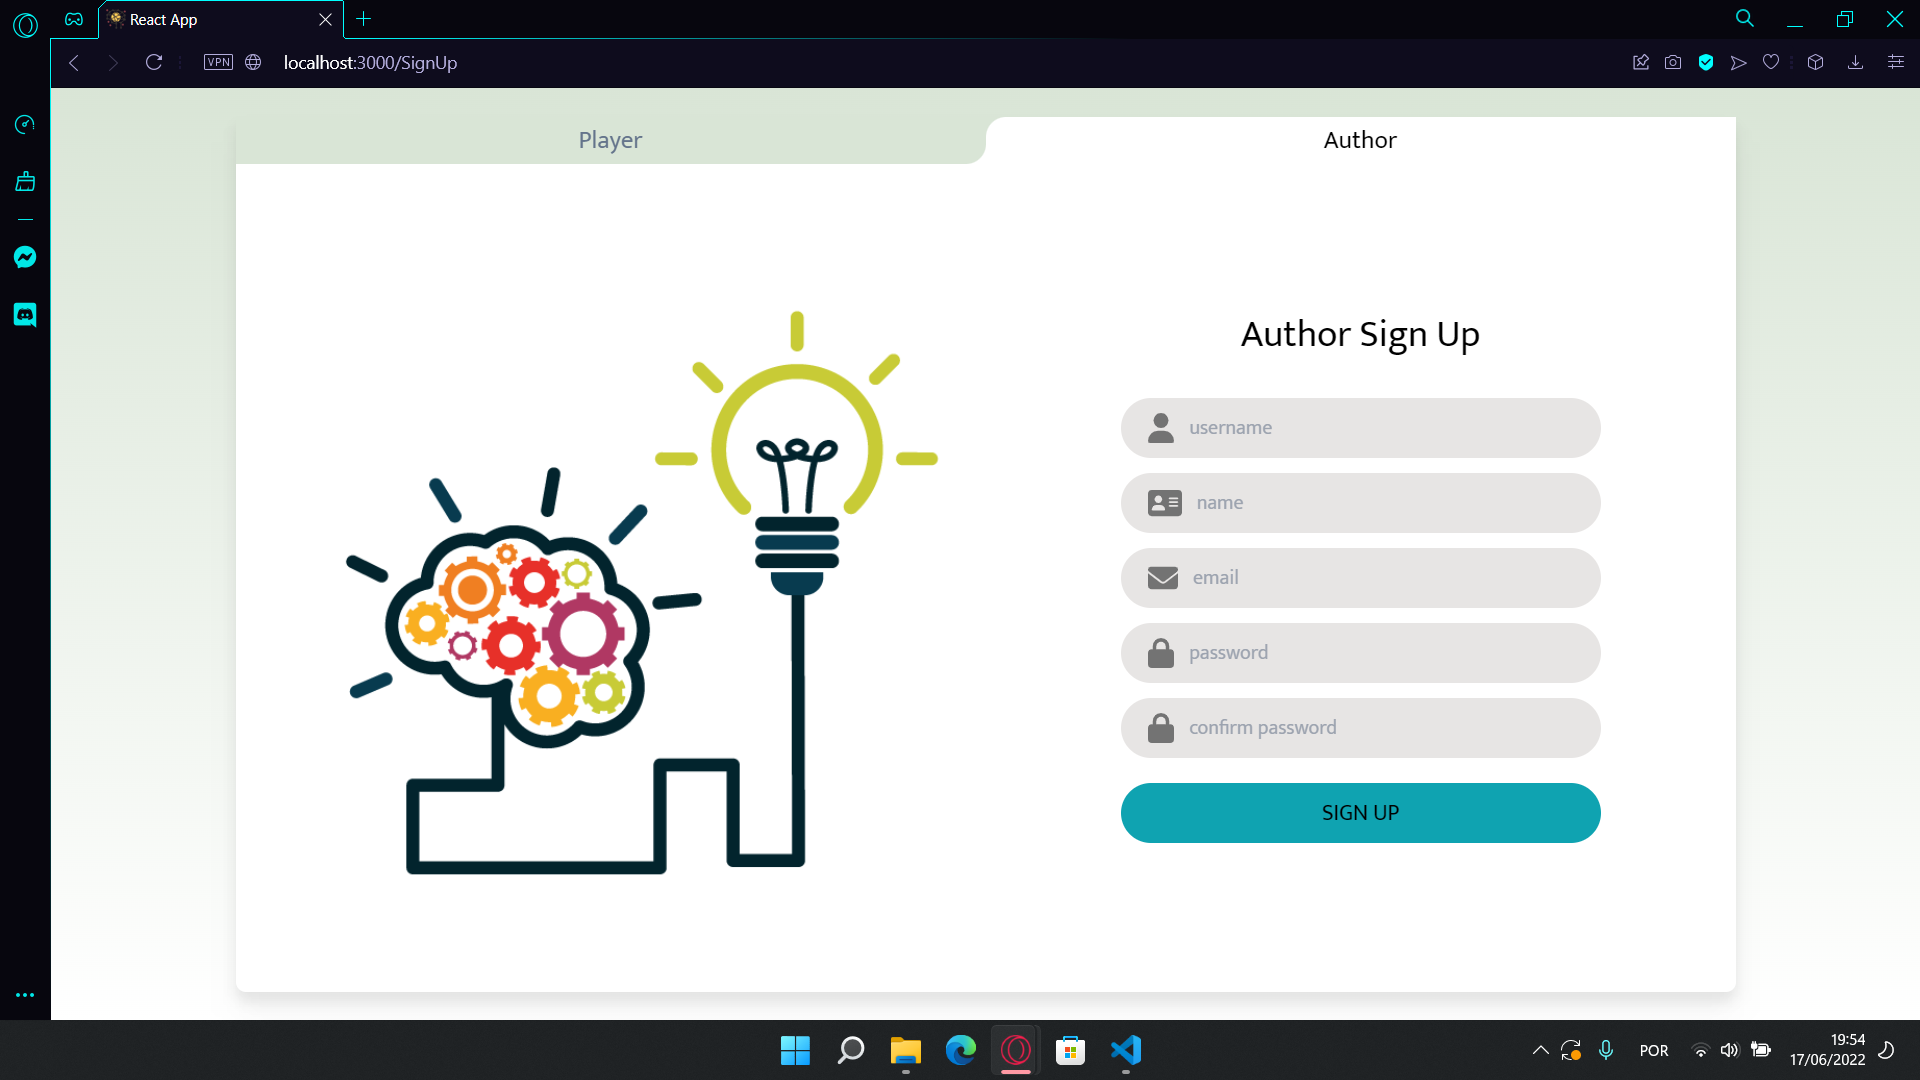 React App
VPN
localhost:3000/SignUp
Player
Author
Author Sign Up
username
name
email
password
confirm password
SIGN UP
POR
19:54
17/06/2022